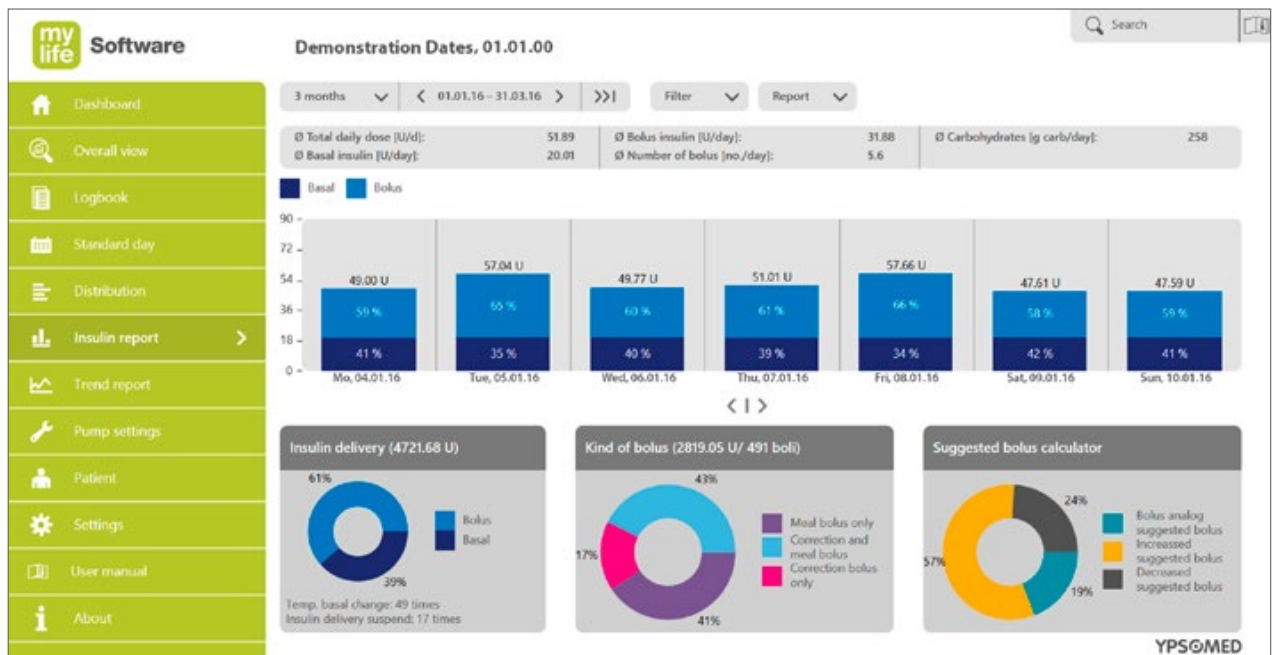 my life Software
Demonstration Dates, 01.01.00
Search
Dashboard
Overall view
Logbook
Standard day
Distribution
Insulin report
Trend report
Pump settings
Patient
Settings
User manual
About
3 months 01.01.16 – 31.03.16 Filter Report
Ø Total daily dose [U/d]: 51.89 Ø Bolus insulin [U/day]: 31.88 Ø Carbohydrates [g carb/day]: 258
Ø Basal insulin [U/day]: 20.01 Ø Number of bolus [no./day]: 5.6
Basal Bolus
90
72
54
36
18
0
49.00 U 57.04 U 49.77 U 51.01 U 57.66 U 47.61 U 47.59 U
59 % 65 % 60 % 61 % 66 % 58 % 59 %
41 % 35 % 40 % 39 % 34 % 42 % 41 %
Mo, 04.01.16 Tue, 05.01.16 Wed, 06.01.16 Thu, 07.01.16 Fri, 08.01.16 Sat, 09.01.16 Sun, 10.01.16
Insulin delivery (4721.68 U)
61%
39%
Bolus
Basal
Temp. basal change: 49 times
Insulin delivery suspend: 17 times
Kind of bolus (2819.05 U/ 491 boli)
43%
17%
41%
Meal bolus only
Correction and
meal bolus
Correction bolus
only
Suggested bolus calculator
24%
57%
19%
Bolus analog
suggested bolus
Increassed
suggested bolus
Decreased
suggested bolus
YPSOMED